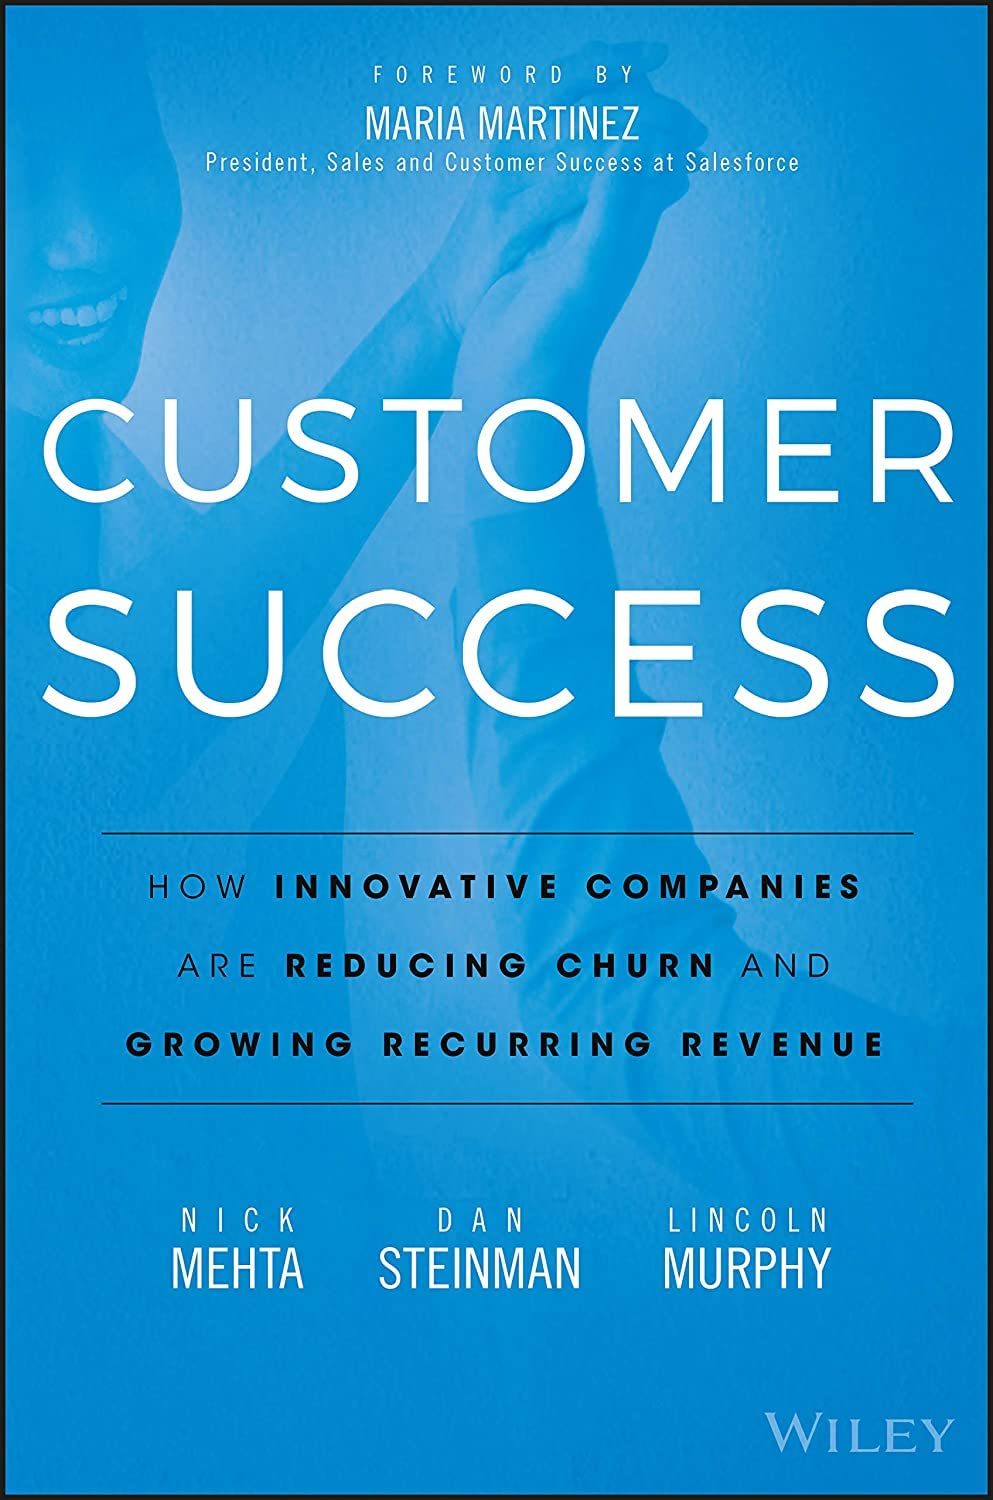 FOREWORD BY
MARIA MARTINEZ
President, Sales and Customer Success at Salesforce
CUSTOMER
SUCCESS
HOW INNOVATIVE COMPANIES
ARE REDUCING CHURN AND
GROWING RECURRING REVENUE
NICK MEHTA
DAN STEINMAN
LINCOLN MURPHY
WILEY